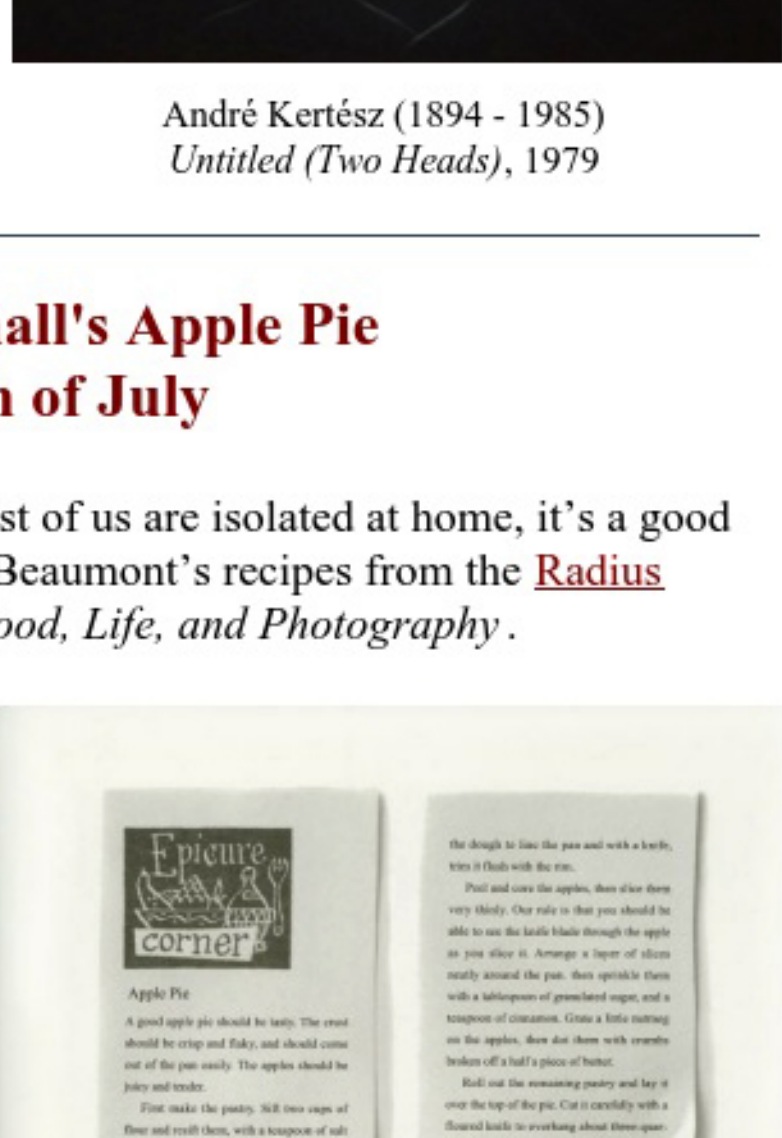 André Kertész (1894 - 1985)
Untitled (Two Heads), 1979
all's Apple Pie
of July
st of us are isolated at home, it’s a good
Beaumont’s recipes from the Radius
ood, Life, and Photography .
Epicure
corner
Apple Pie
A good apple pie should be tasty. The crust
should be crisp and flaky, and should come
out of the pan easily. The apples should be
juicy and tender.
First make the pastry. Sift two cups of
flour and resift them, with a teaspoon of salt
the dough to line the pan and with a knife,
trim it flush with the rim.
Peel and core the apples, then slice them
very thinly. Our rule is that you should be
able to see the knife blade through the apple
as you slice it. Arrange a layer of slices
neatly around the pan, then sprinkle them
with a tablespoon of granulated sugar, and a
teaspoon of cinnamon. Grate a little nutmeg
on the apples, then dot them with crumbs
broken off a half a piece of butter.
Roll out the remaining pastry and lay it
over the top of the pie. Cut it carefully with a
floured knife to overhang about three-quar-